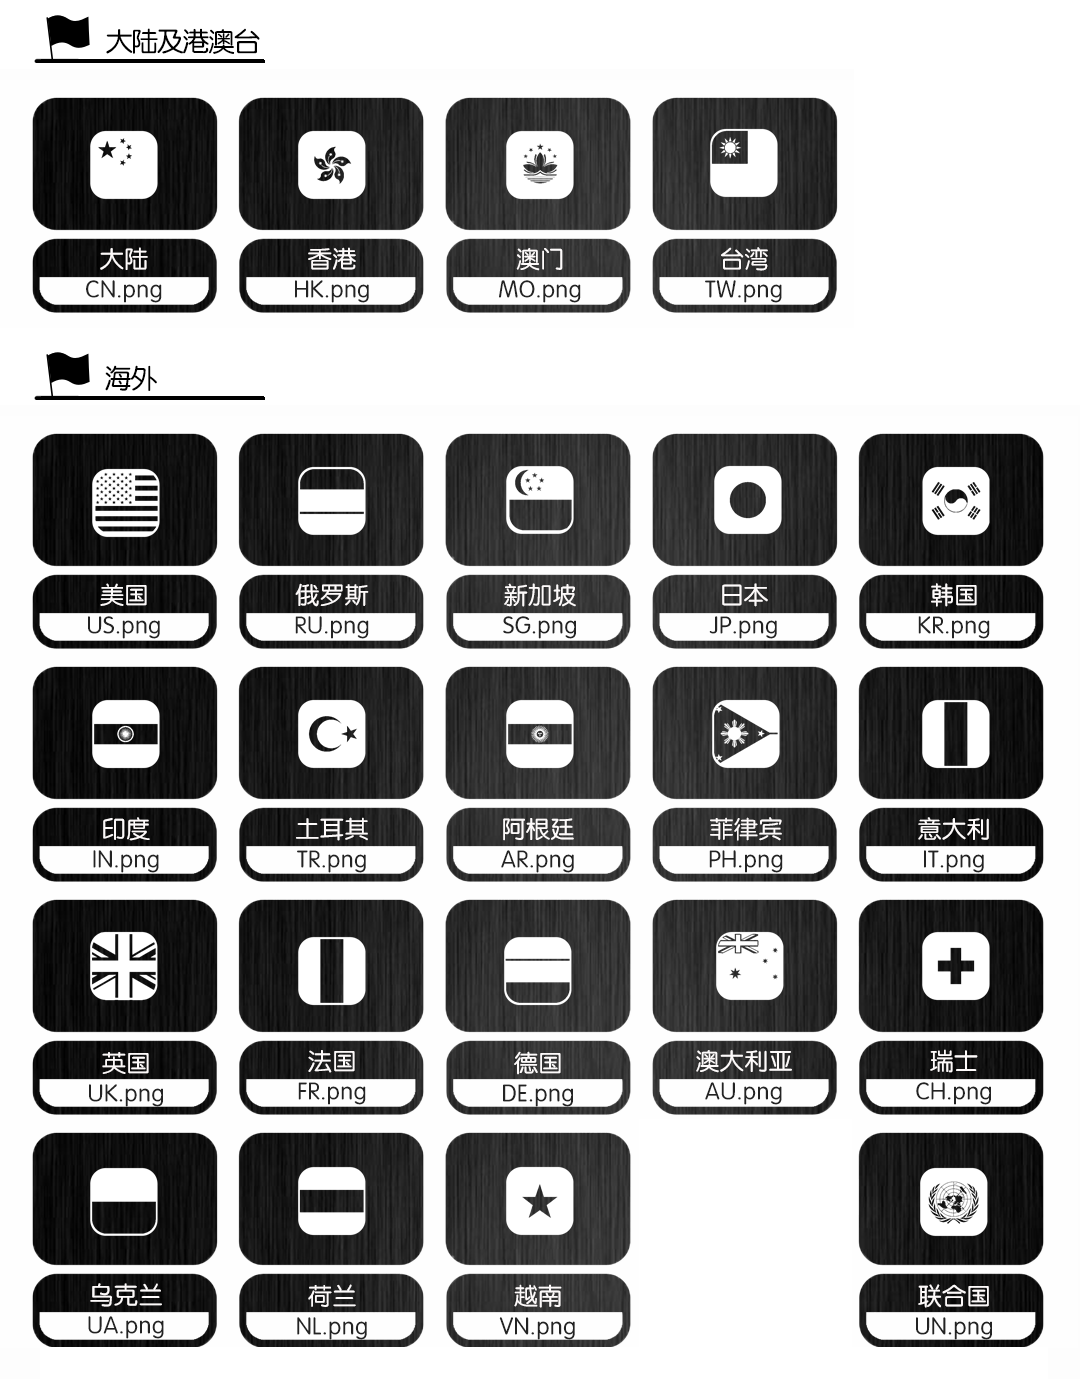 大陆及港澳台
大陆
CN.png
香港
HK.png
澳门
MO.png
台湾
TW.png
海外
美国
US.png
俄罗斯
RU.png
新加坡
SG.png
日本
JP.png
韩国
KR.png
印度
IN.png
土耳其
TR.png
阿根廷
AR.png
菲律宾
PH.png
意大利
IT.png
英国
UK.png
法国
FR.png
德国
DE.png
澳大利亚
AU.png
瑞士
CH.png
乌克兰
UA.png
荷兰
NL.png
越南
VN.png
联合国
UN.png